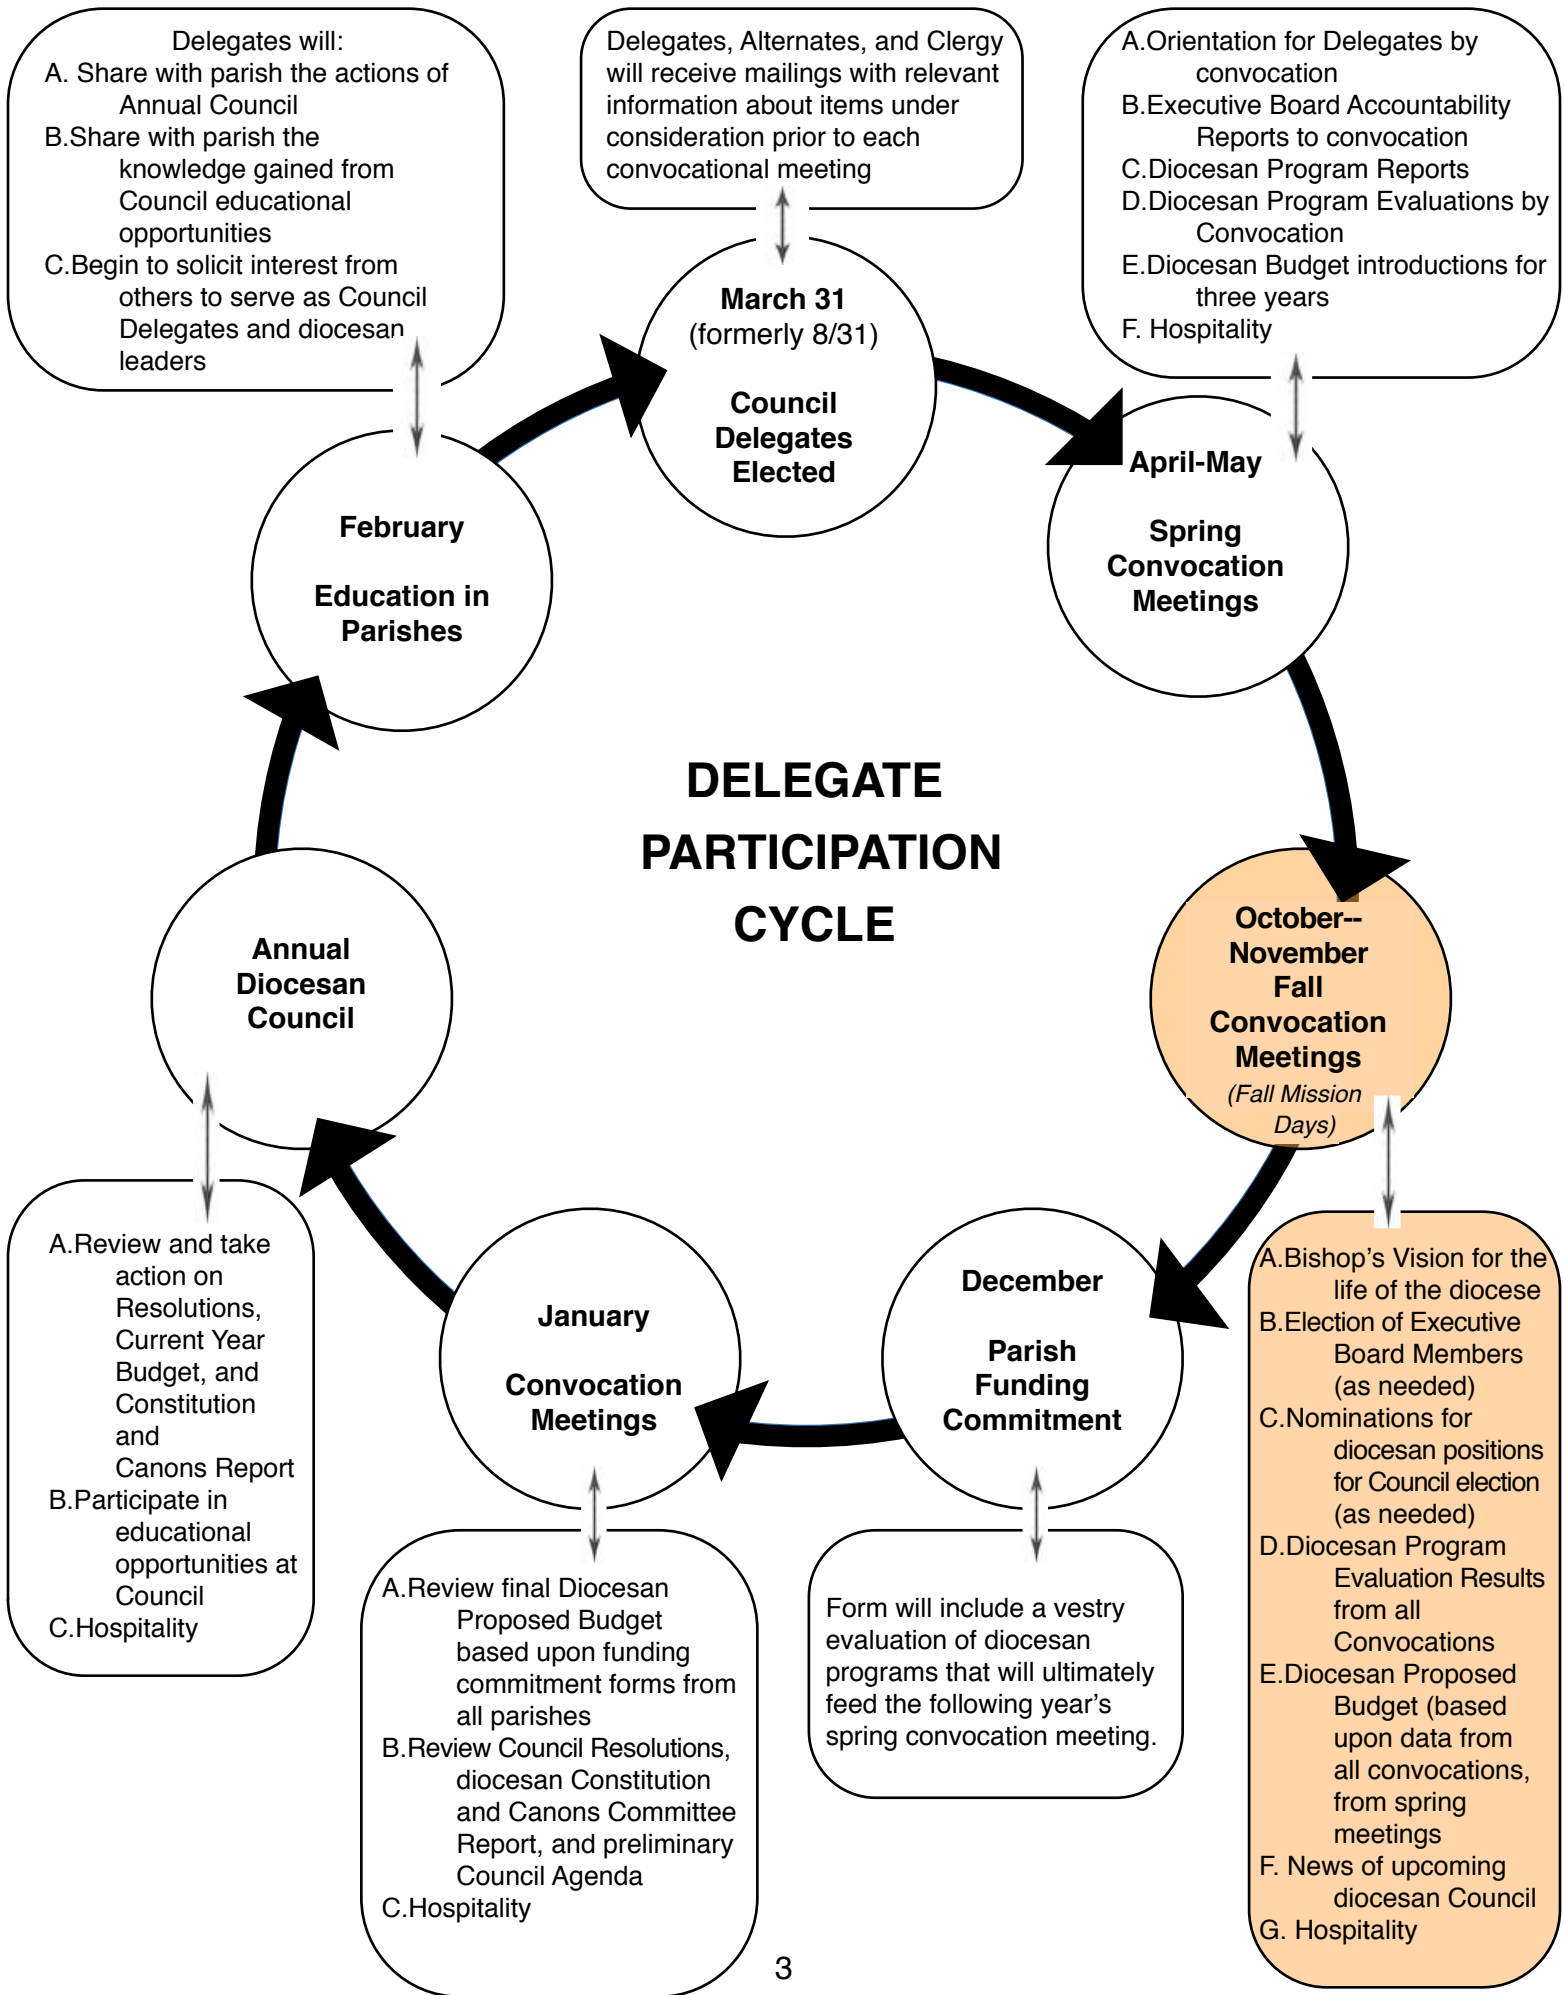 Delegates will:
A. Share with parish the actions of
Annual Council
B.Share with parish the
knowledge gained from
Council educational
opportunities
C.Begin to solicit interest from
others to serve as Council
Delegates and diocesan
leaders
Delegates, Alternates, and Clergy
will receive mailings with relevant
information about items under
consideration prior to each
convocational meeting
A.Orientation for Delegates by
convocation
B.Executive Board Accountability
Reports to convocation
C.Diocesan Program Reports
D.Diocesan Program Evaluations by
Convocation
E.Diocesan Budget introductions for
three years
F. Hospitality
March 31
(formerly 8/31)
Council
Delegates
Elected
April-May
Spring
Convocation
Meetings
February
Education in
Parishes
DELEGATE
PARTICIPATION
CYCLE
October--
November
Fall
Convocation
Meetings
(Fall Mission
Days)
Annual
Diocesan
Council
December
Parish
Funding
Commitment
January
Convocation
Meetings
A.Review and take
action on
Resolutions,
Current Year
Budget, and
Constitution
and
Canons Report
B.Participate in
educational
opportunities at
Council
C.Hospitality
A.Review final Diocesan
Proposed Budget
based upon funding
commitment forms from
all parishes
B.Review Council Resolutions,
diocesan Constitution
and Canons Committee
Report, and preliminary
Council Agenda
C.Hospitality
Form will include a vestry
evaluation of diocesan
programs that will ultimately
feed the following year's
spring convocation meeting.
A.Bishop's Vision for the
life of the diocese
B.Election of Executive
Board Members
(as needed)
C.Nominations for
diocesan positions
for Council election
(as needed)
D.Diocesan Program
Evaluation Results
from all
Convocations
E.Diocesan Proposed
Budget (based
upon data from
all convocations,
from spring
meetings
F. News of upcoming
diocesan Council
G. Hospitality
3